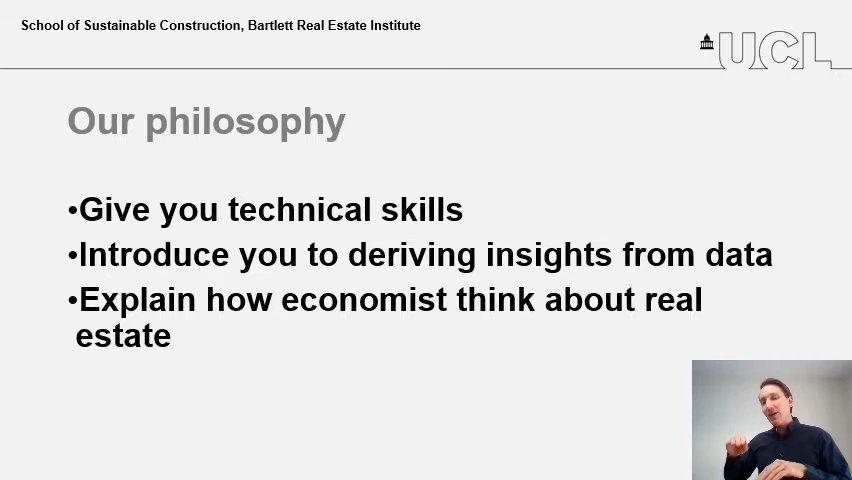 School of Sustainable Construction, Bartlett Real Estate Institute
UCL
Our philosophy
•Give you technical skills
•Introduce you to deriving insights from data
•Explain how economist think about real
estate